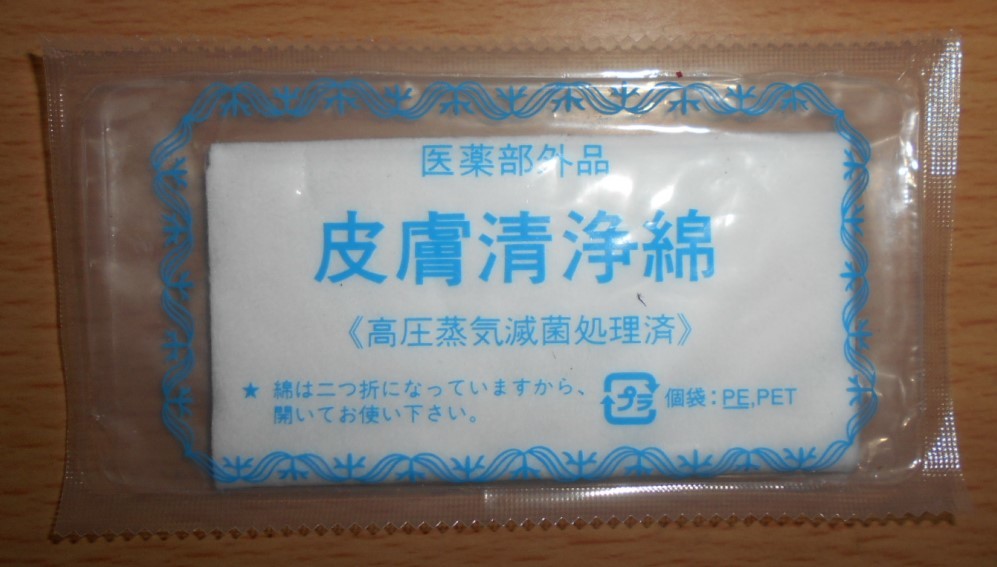 医薬部外品
皮膚清浄綿
《高圧蒸気滅菌処理済》
★ 綿は二つ折になっていますから、
開いてお使い下さい。
プラ 個袋：PE,PET